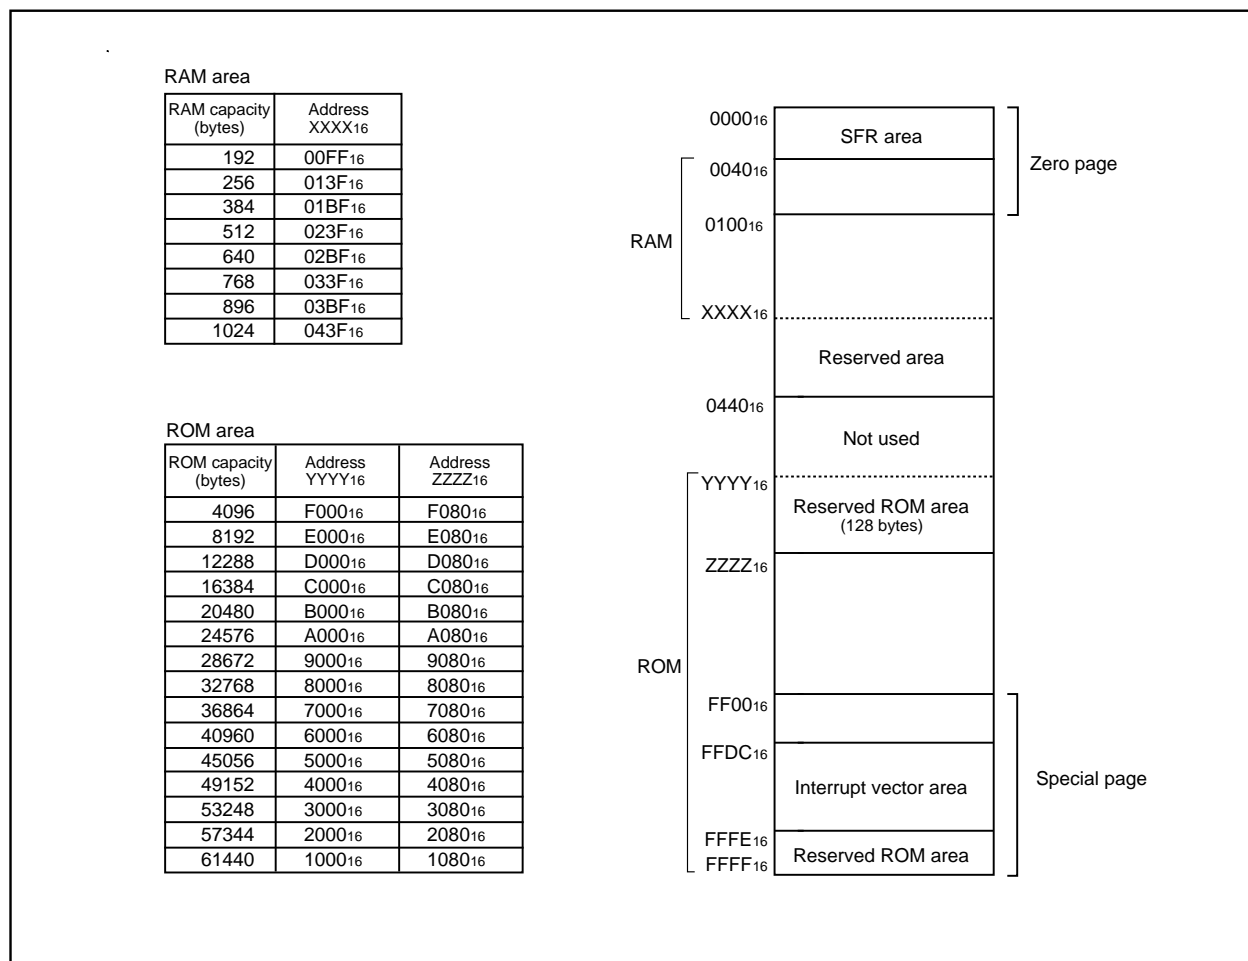 RAM area
RAM capacity (bytes) Address XXXX16
192 00FF16
256 013F16
384 01BF16
512 023F16
640 02BF16
768 033F16
896 03BF16
1024 043F16
ROM area
ROM capacity (bytes) Address YYYY16 Address ZZZZ16
4096 F00016 F08016
8192 E00016 E08016
12288 D00016 D08016
16384 C00016 C08016
20480 B00016 B08016
24576 A00016 A08016
28672 900016 908016
32768 800016 808016
36864 700016 708016
40960 600016 608016
45056 500016 508016
49152 400016 408016
53248 300016 308016
57344 200016 208016
61440 100016 108016
000016
SFR area
Zero page
004016
RAM
010016
XXXX16
Reserved area
044016
Not used
YYYY16
Reserved ROM area
(128 bytes)
ZZZZ16
ROM
FF0016
FFDC16
Interrupt vector area
Special page
FFFE16
Reserved ROM area
FFFF16